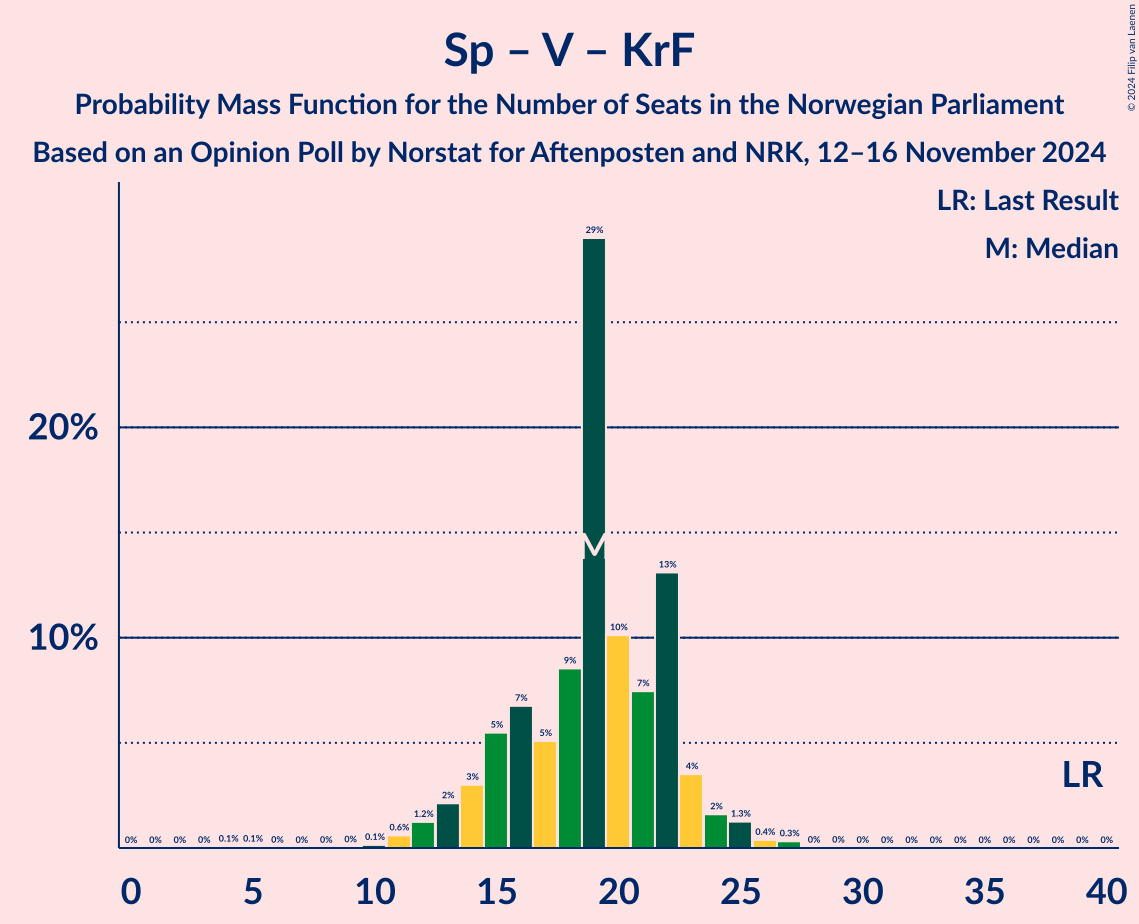 © 2024 Filip van Laenen
Sp – V – KrF
Probability Mass Function for the Number of Seats in the Norwegian Parliament
Based on an Opinion Poll by Norstat for Aftenposten and NRK, 12–16 November 2024
LR: Last Result
M: Median
29%
20%
M
13%
10%
10%
9%
7%
7%
5%
5%
LR
4%
3%
2%
2%
1.2%
1.3%
0.6%
0.4%
0.3%
0% 0% 0% 0% 0.1% 0.1% 0% 0% 0% 0% 0.1%
0% 0% 0% 0% 0% 0% 0% 0% 0% 0% 0% 0% 0%
0 5 10 15 20 25 30 35 40